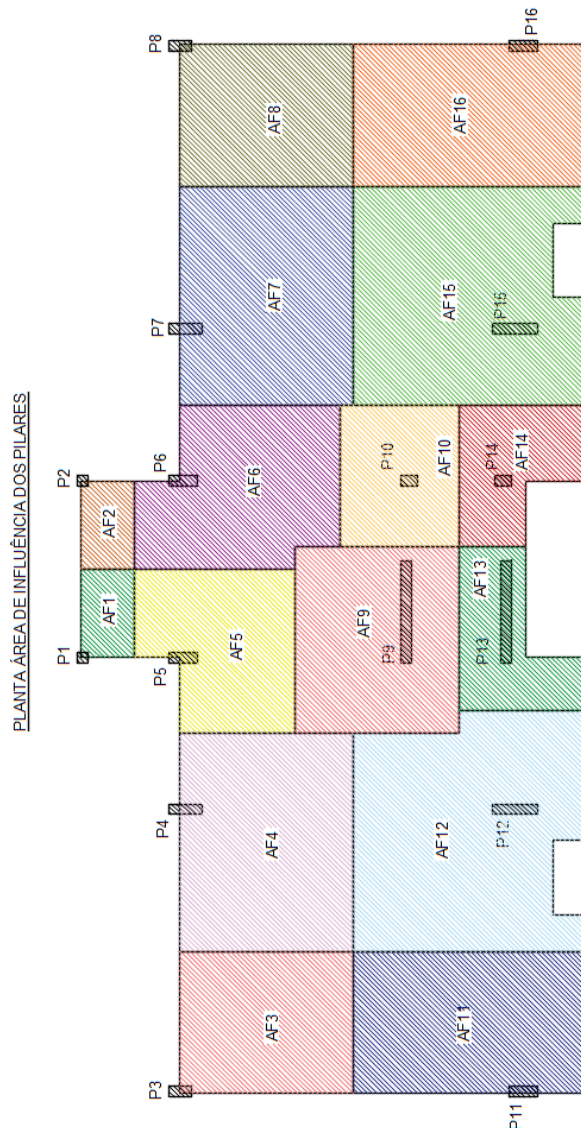 PLANTA ÁREA DE INFLUÊNCIA DOS PILARES
P1
P2
AF1
AF2
P3
P4
P5
P6
P7
P8
AF3
AF4
AF5
AF6
AF7
AF8
AF9
P9
P10
AF10
AF11
AF12
AF13
AF14
AF15
AF16
P11
P12
P13
P14
P15
P16